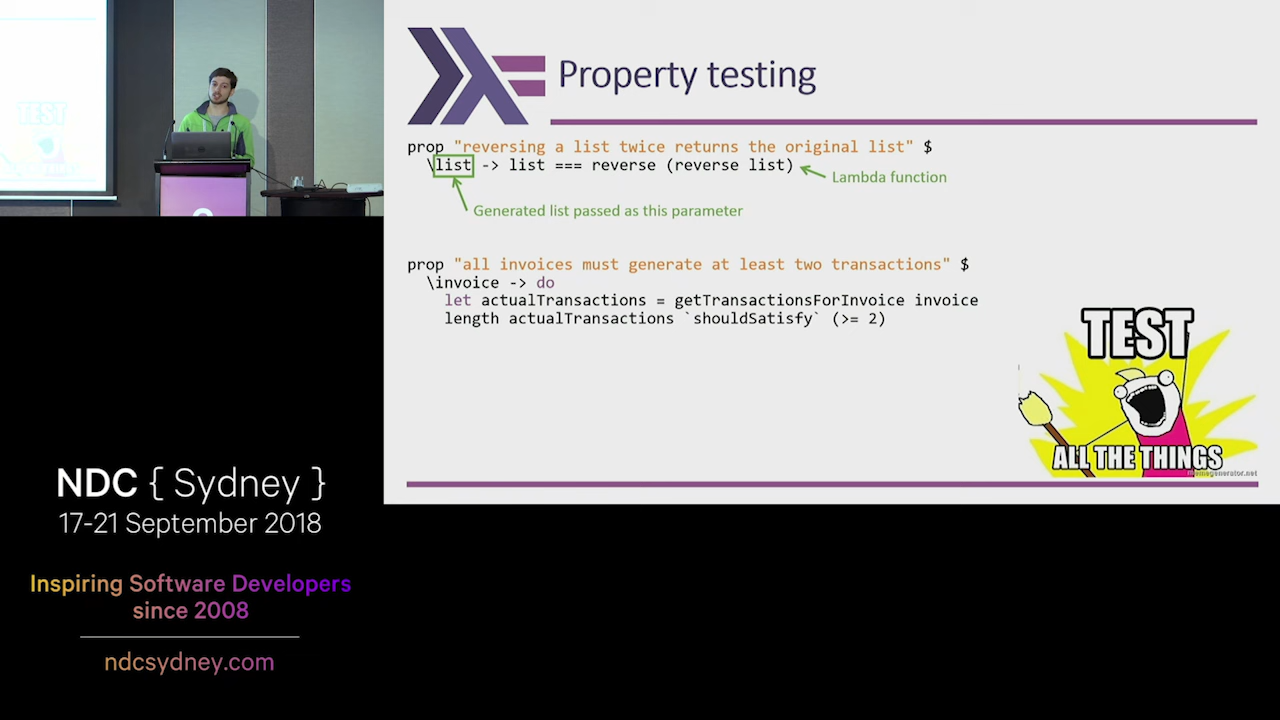 Property testing
prop "reversing a list twice returns the original list" $
\list -> list === reverse (reverse list)
Lambda function
Generated list passed as this parameter
prop "all invoices must generate at least two transactions" $
\invoice -> do
let actualTransactions = getTransactionsForInvoice invoice
length actualTransactions `shouldSatisfy` (>= 2)
TEST
ALL THE THINGS
memegenerator.net
TEST
NDC { Sydney }
17-21 September 2018
Inspiring Software Developers
since 2008
ndcsydney.com